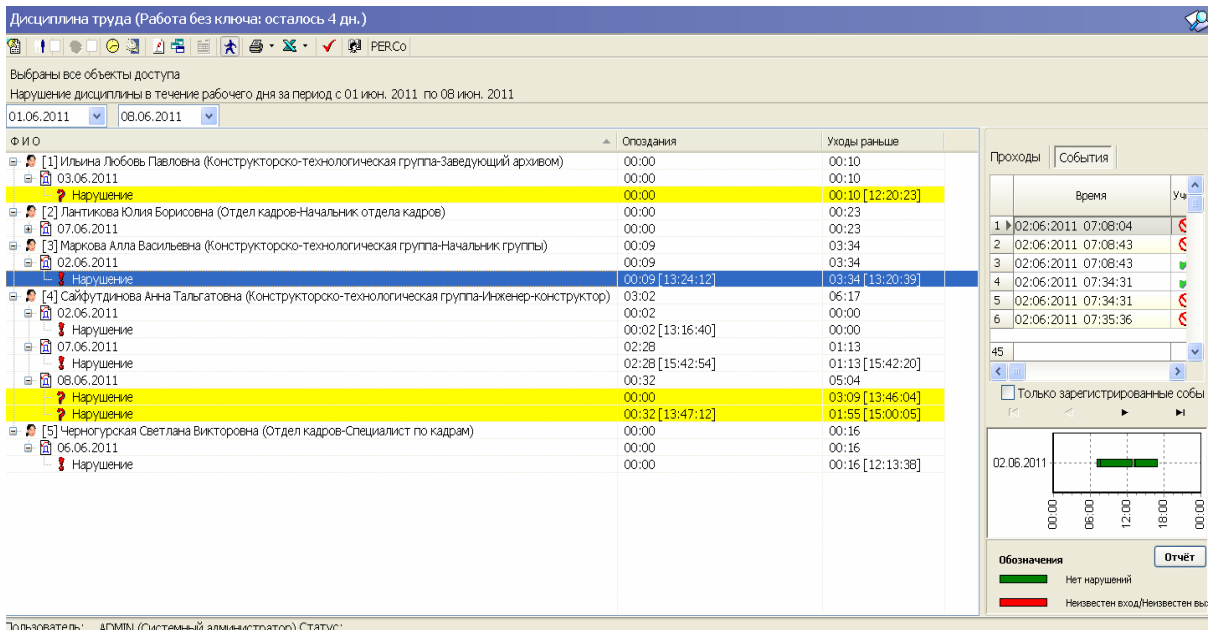 Дисциплина труда (Работа без ключа: осталось 4 дн.)
PERCo
Выбраны все объекты доступа
Нарушение дисциплины в течение рабочего дня за период с 01 июн. 2011 по 08 июн. 2011
01.06.2011 08.06.2011
Ф И О Опоздания Уходы раньше
[1] Ильина Любовь Павловна (Конструкторско-технологическая группа-Заведующий архивом) 00:00 00:10
03.06.2011 00:00 00:10
Нарушение 00:00 00:10 [12:20:23]
[2] Лантикова Юлия Борисовна (Отдел кадров-Начальник отдела кадров) 00:00 00:23
07.06.2011 00:00 00:23
[3] Маркова Алла Васильевна (Конструкторско-технологическая группа-Начальник группы) 00:09 03:34
02.06.2011 00:09 03:34
Нарушение 00:09 [13:24:12] 03:34 [13:20:39]
[4] Сайфутдинова Анна Тальгатовна (Конструкторско-технологическая группа-Инженер-конструктор) 03:02 06:17
02.06.2011 00:02 00:00
Нарушение 00:02 [13:16:40] 00:00
07.06.2011 02:28 01:13
Нарушение 02:28 [15:42:54] 01:13 [15:42:20]
08.06.2011 00:32 05:04
Нарушение 00:00 03:09 [13:46:04]
Нарушение 00:32 [13:47:12] 01:55 [15:00:05]
[5] Черногурская Светлана Викторовна (Отдел кадров-Специалист по кадрам) 00:00 00:16
06.06.2011 00:00 00:16
Нарушение 00:00 00:16 [12:13:38]
Проходы События
Время Уч
1 02:06:2011 07:08:04
2 02:06:2011 07:08:43
3 02:06:2011 07:08:43
4 02:06:2011 07:34:31
5 02:06:2011 07:34:31
6 02:06:2011 07:35:36
45
Только зарегистрированные собы
02.06.2011
00:00 06:00 12:00 18:00 00:00
Обозначения Отчёт
Нет нарушений
Неизвестен вход/Неизвестен вых
Пользователь: ADMIN (Системный администратор) Статус: